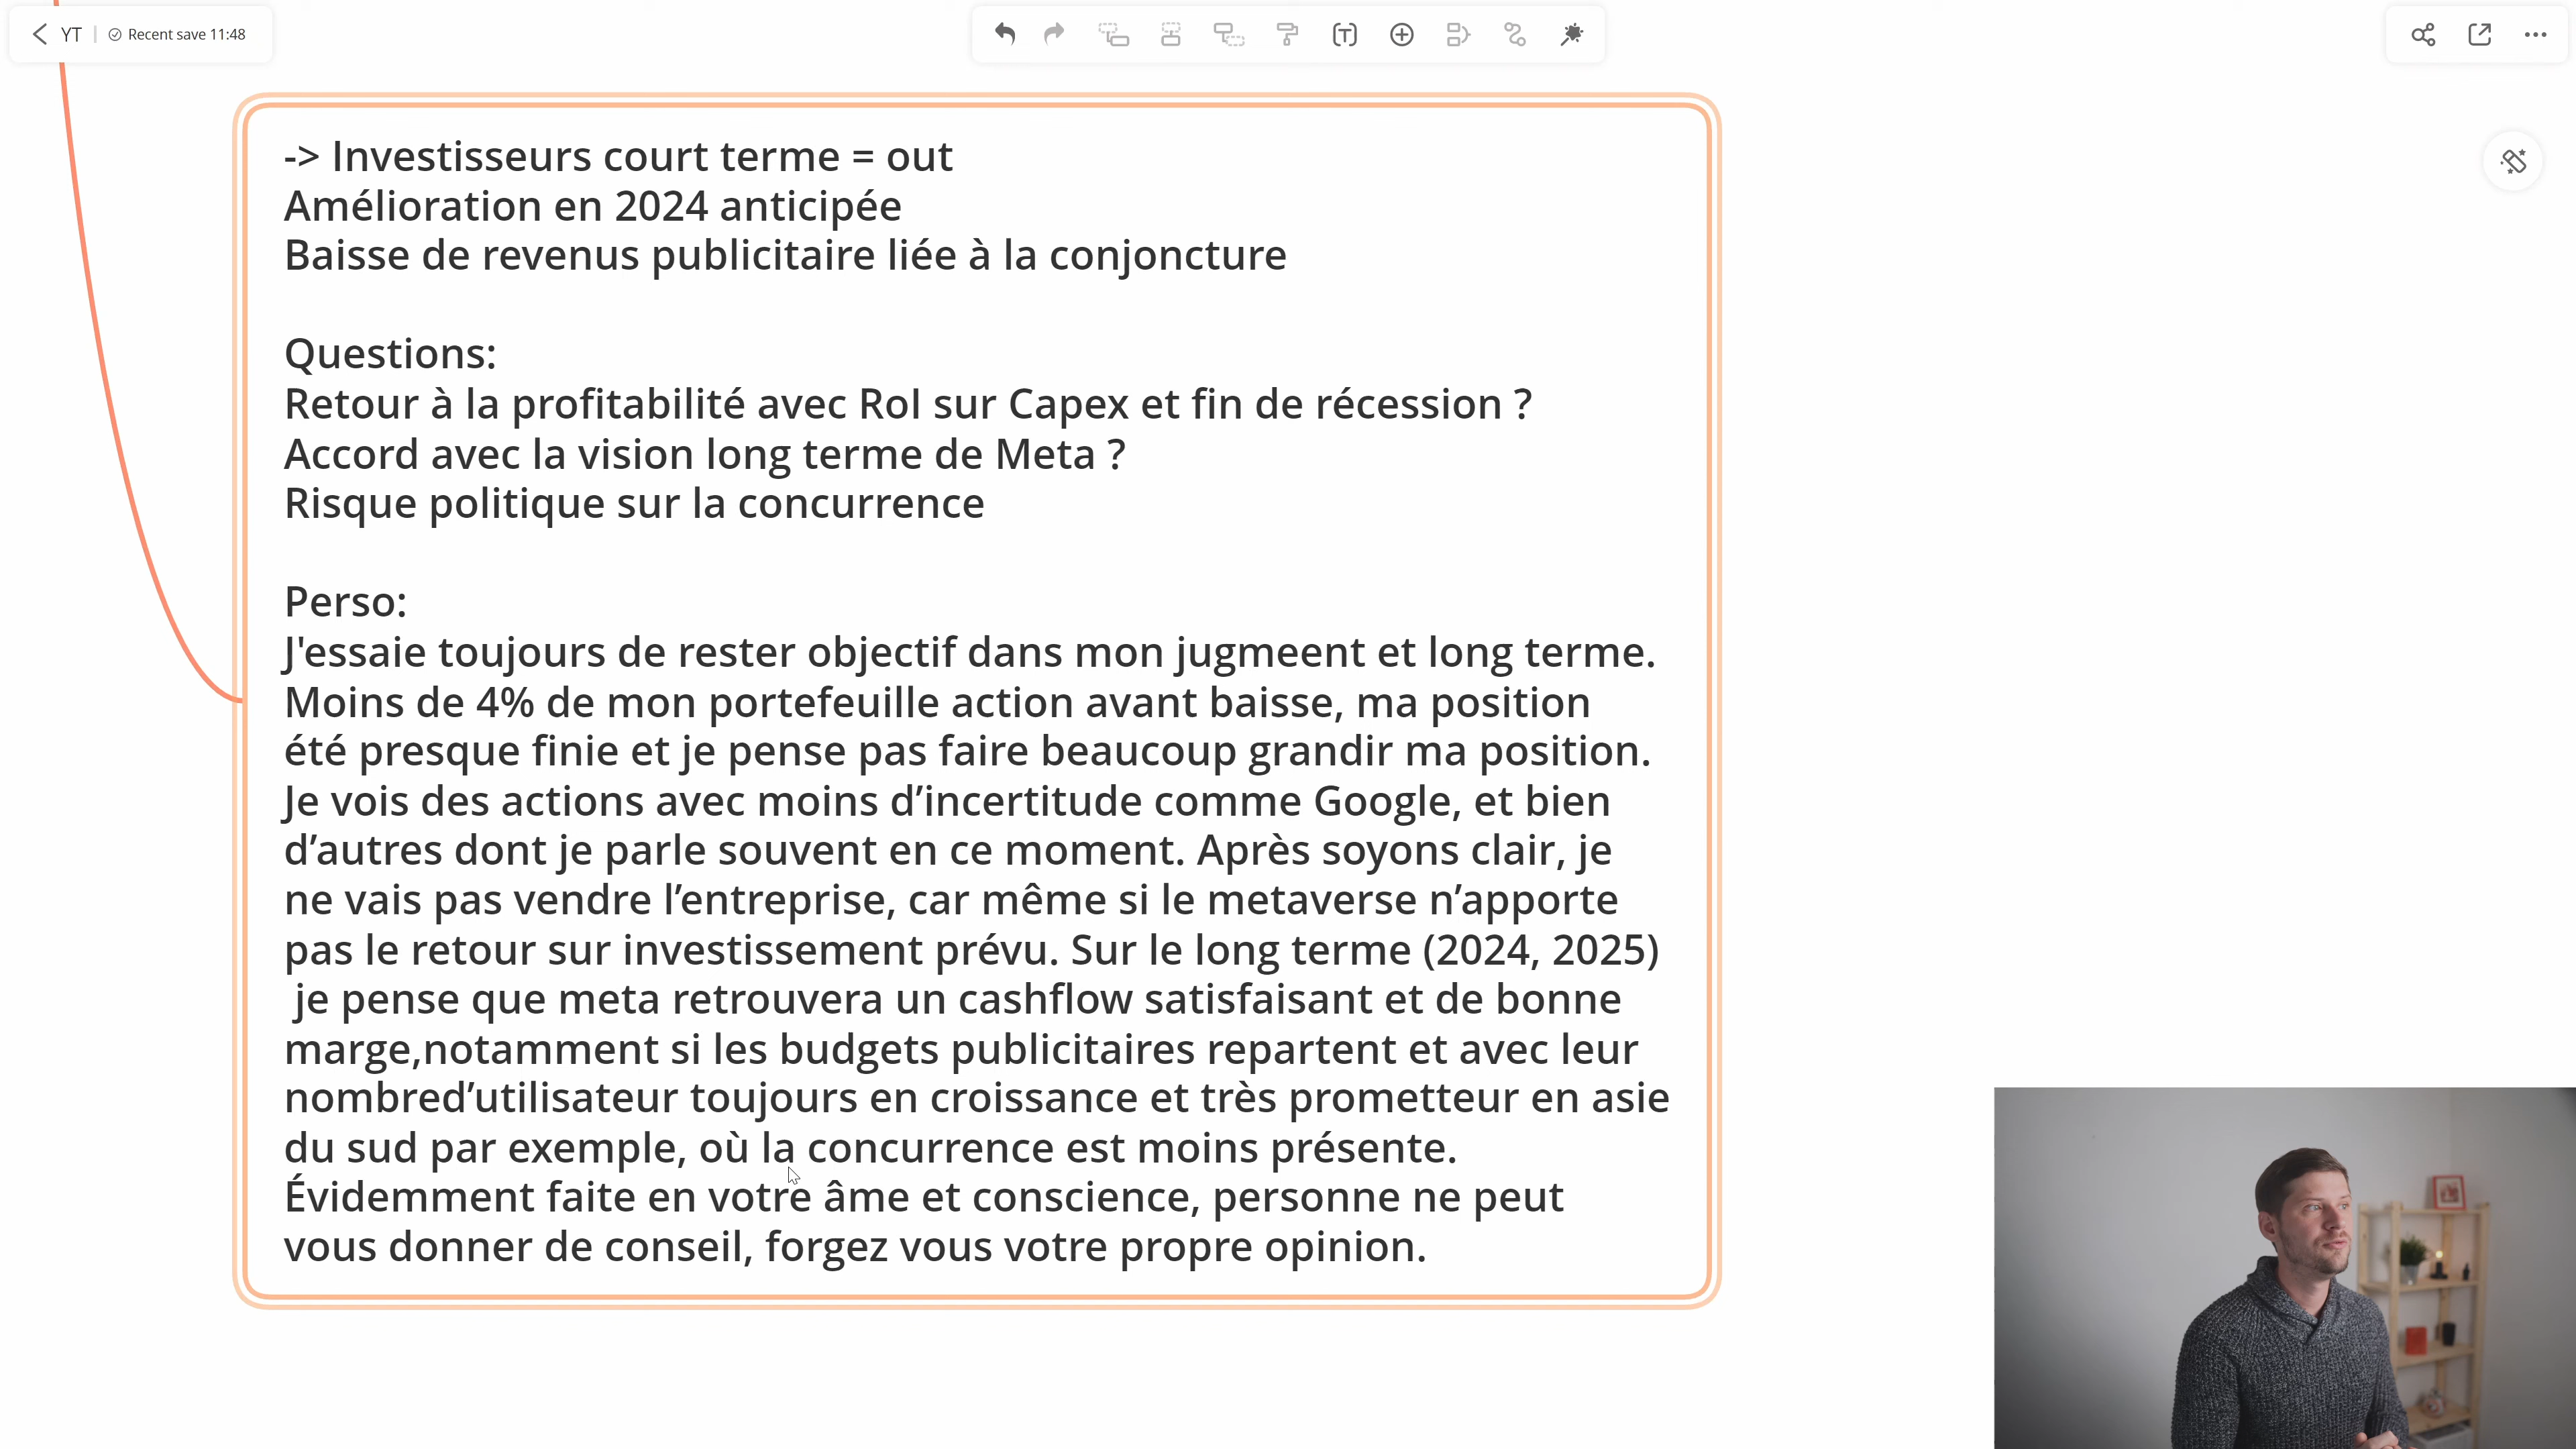 YT | Recent save 11:48
-> Investisseurs court terme = out
Amélioration en 2024 anticipée
Baisse de revenus publicitaire liée à la conjoncture
Questions:
Retour à la profitabilité avec RoI sur Capex et fin de récession ?
Accord avec la vision long terme de Meta ?
Risque politique sur la concurrence
Perso:
J'essaie toujours de rester objectif dans mon jugmeent et long terme.
Moins de 4% de mon portefeuille action avant baisse, ma position
été presque finie et je pense pas faire beaucoup grandir ma position.
Je vois des actions avec moins d’incertitude comme Google, et bien
d’autres dont je parle souvent en ce moment. Après soyons clair, je
ne vais pas vendre l’entreprise, car même si le metaverse n’apporte
pas le retour sur investissement prévu. Sur le long terme (2024, 2025)
je pense que meta retrouvera un cashflow satisfaisant et de bonne
marge,notamment si les budgets publicitaires repartent et avec leur
nombred’utilisateur toujours en croissance et très prometteur en asie
du sud par exemple, où la concurrence est moins présente.
Évidemment faite en votre âme et conscience, personne ne peut
vous donner de conseil, forgez vous votre propre opinion.